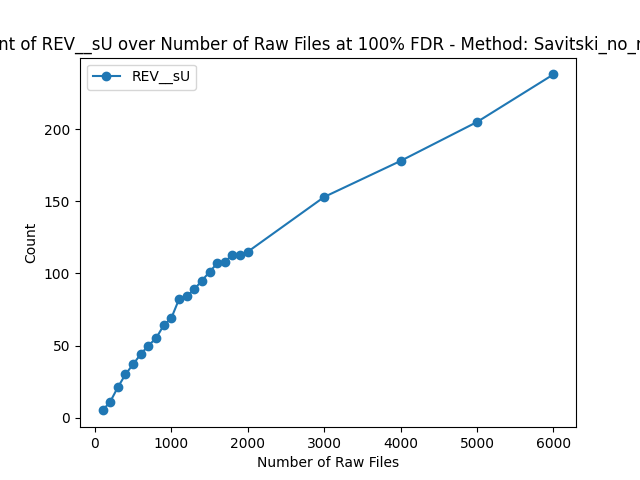 nt of REV__sU over Number of Raw Files at 100% FDR - Method: Savitski_no_r
REV__sU
Count
200
150
100
50
0
0 1000 2000 3000 4000 5000 6000
Number of Raw Files